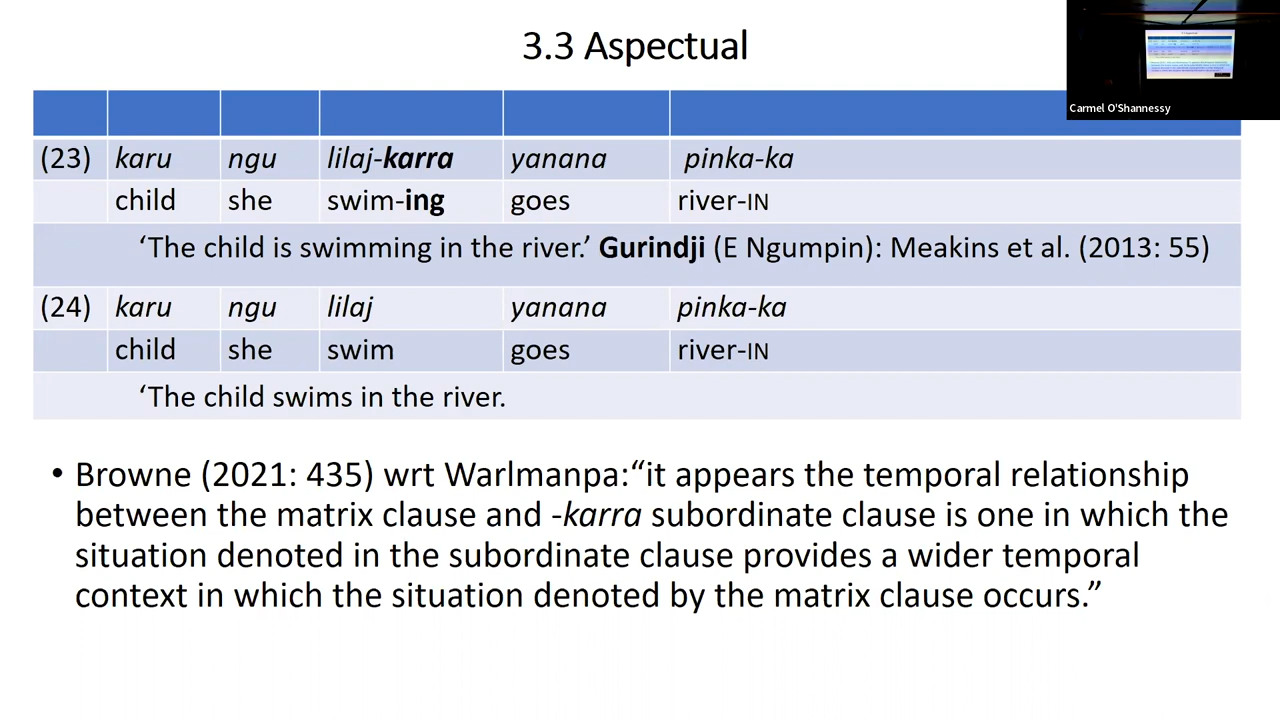 3.3 Aspectual
Carmel O'Shannessy
(23) karu ngu lilaj-karra yanana pinka-ka
child she swim-ing goes river-IN
‘The child is swimming in the river.’ Gurindji (E Ngumpin): Meakins et al. (2013: 55)
(24) karu ngu lilaj yanana pinka-ka
child she swim goes river-IN
‘The child swims in the river.
• Browne (2021: 435) wrt Warlmanpa:“it appears the temporal relationship
between the matrix clause and -karra subordinate clause is one in which the
situation denoted in the subordinate clause provides a wider temporal
context in which the situation denoted by the matrix clause occurs.”